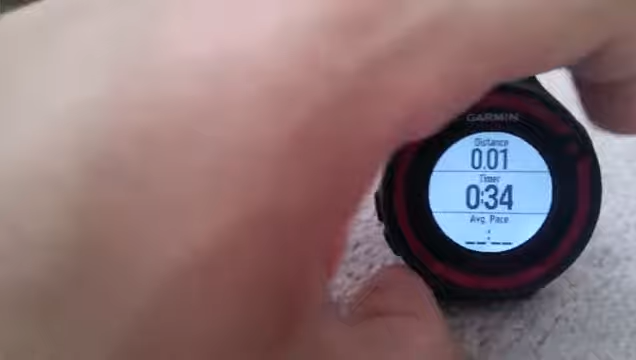 GARMIN
Distance
0.01
Timer
0:34
Avg. Pace
--:--